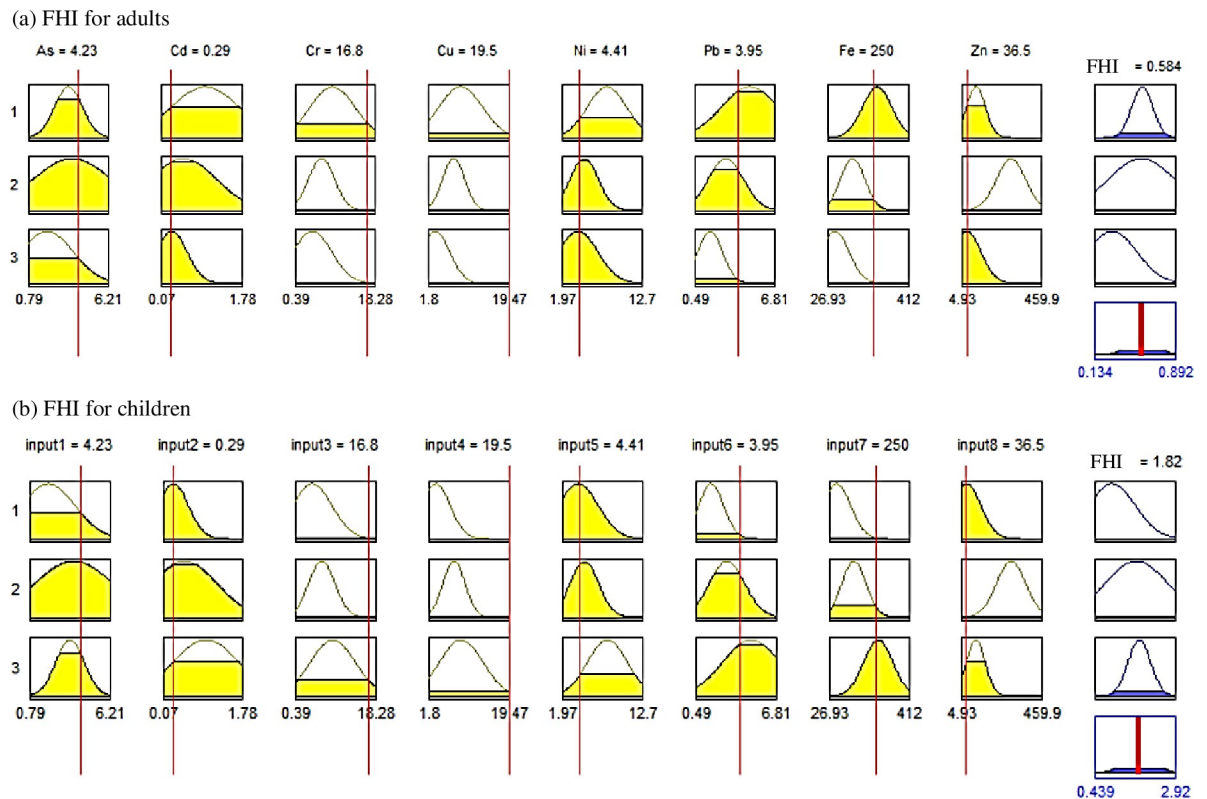 (a) FHI for adults
As = 4.23 Cd = 0.29 Cr = 16.8 Cu = 19.5 Ni = 4.41 Pb = 3.95 Fe = 250 Zn = 36.5 FHI = 0.584
1
2
3
0.79 6.21 0.07 1.78 0.39 18.28 1.8 19.47 1.97 12.7 0.49 6.81 26.93 412 4.93 459.9
0.134 0.892
(b) FHI for children
input1 = 4.23 input2 = 0.29 input3 = 16.8 input4 = 19.5 input5 = 4.41 input6 = 3.95 input7 = 250 input8 = 36.5 FHI = 1.82
1
2
3
0.79 6.21 0.07 1.78 0.39 18.28 1.8 19.47 1.97 12.7 0.49 6.81 26.93 412 4.93 459.9
0.439 2.92